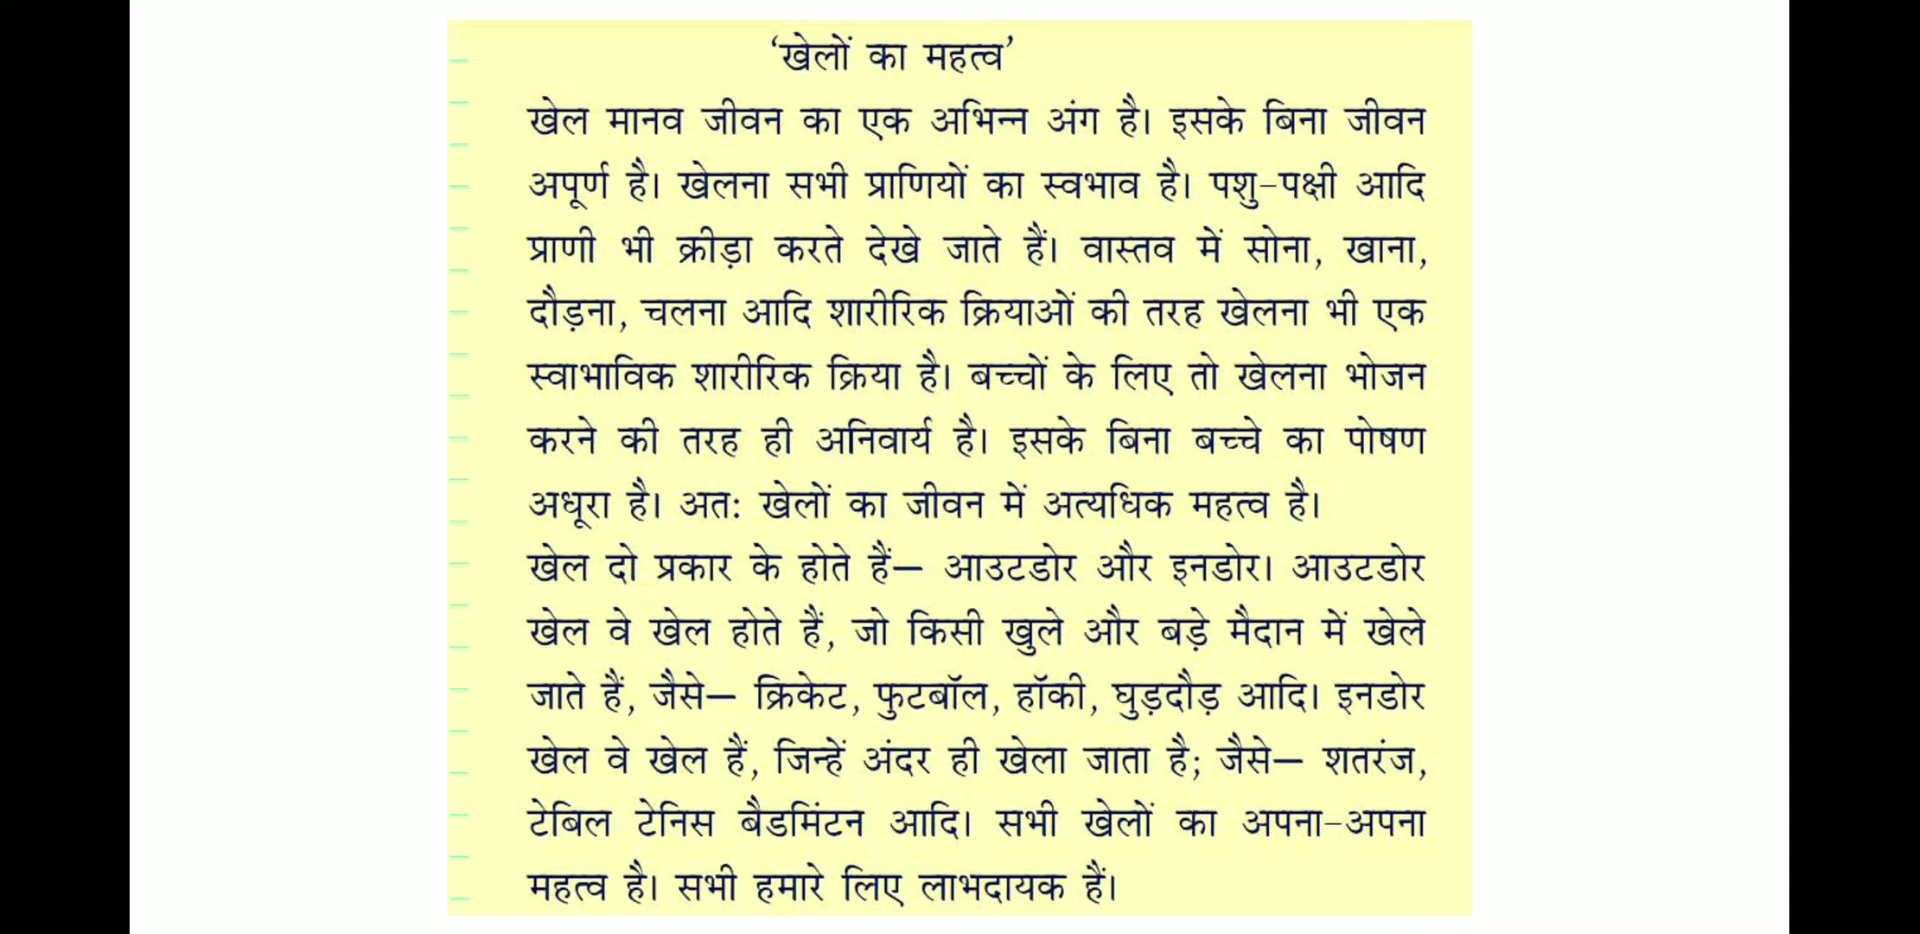 ‘खेलों का महत्व’
खेल मानव जीवन का एक अभिन्न अंग है। इसके बिना जीवन
अपूर्ण है। खेलना सभी प्राणियों का स्वभाव है। पशु-पक्षी आदि
प्राणी भी क्रीड़ा करते देखे जाते हैं। वास्तव में सोना, खाना,
दौड़ना, चलना आदि शारीरिक क्रियाओं की तरह खेलना भी एक
स्वाभाविक शारीरिक क्रिया है। बच्चों के लिए तो खेलना भोजन
करने की तरह ही अनिवार्य है। इसके बिना बच्चे का पोषण
अधूरा है। अतः खेलों का जीवन में अत्यधिक महत्व है।
खेल दो प्रकार के होते हैं— आउटडोर और इनडोर। आउटडोर
खेल वे खेल होते हैं, जो किसी खुले और बड़े मैदान में खेले
जाते हैं, जैसे— क्रिकेट, फुटबॉल, हॉकी, घुड़दौड़ आदि। इनडोर
खेल वे खेल हैं, जिन्हें अंदर ही खेला जाता है; जैसे— शतरंज,
टेबिल टेनिस बैडमिंटन आदि। सभी खेलों का अपना-अपना
महत्व है। सभी हमारे लिए लाभदायक हैं।